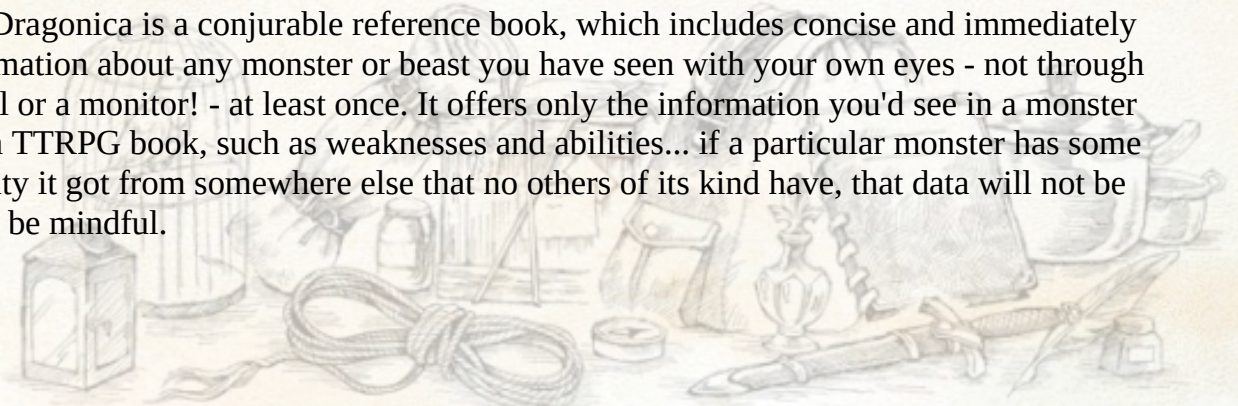 Dragonica is a conjurable reference book, which includes concise and immediately
mation about any monster or beast you have seen with your own eyes - not through
l or a monitor! - at least once. It offers only the information you'd see in a monster
TTRPG book, such as weaknesses and abilities... if a particular monster has some
ty it got from somewhere else that no others of its kind have, that data will not be
be mindful.